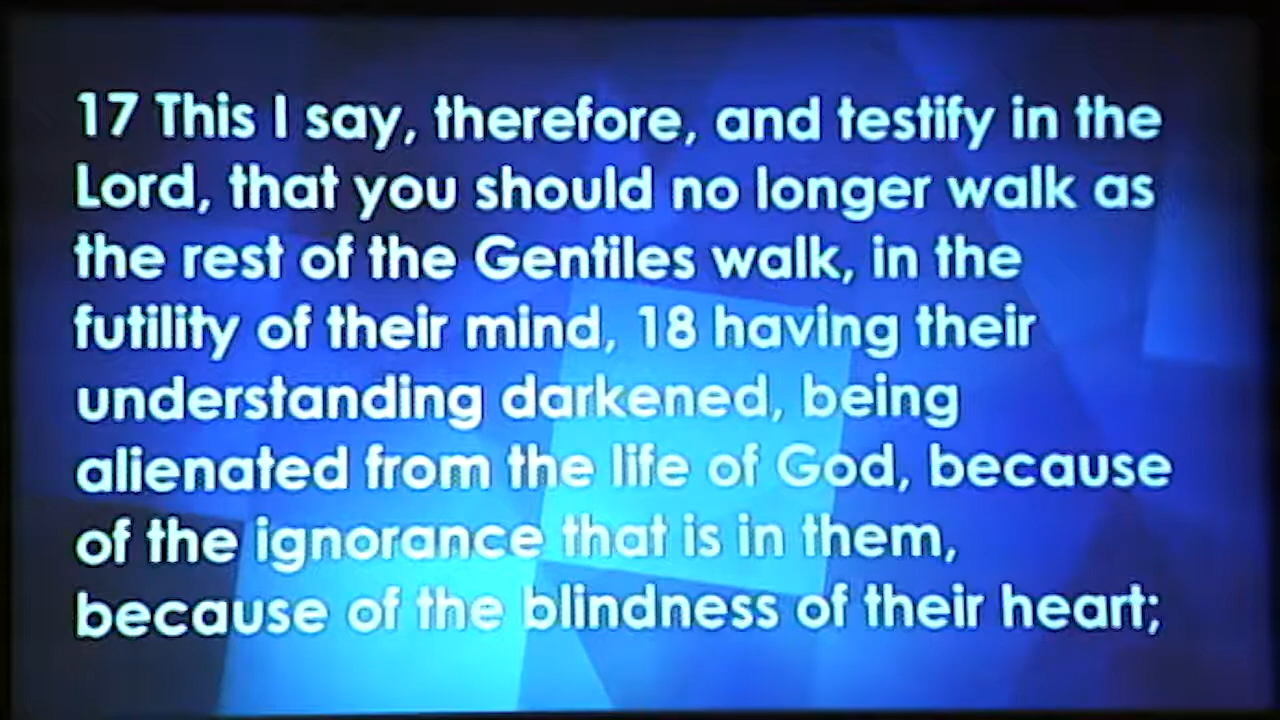 17 This I say, therefore, and testify in the
Lord, that you should no longer walk as
the rest of the Gentiles walk, in the
futility of their mind, 18 having their
understanding darkened, being
alienated from the life of God, because
of the ignorance that is in them,
because of the blindness of their heart;